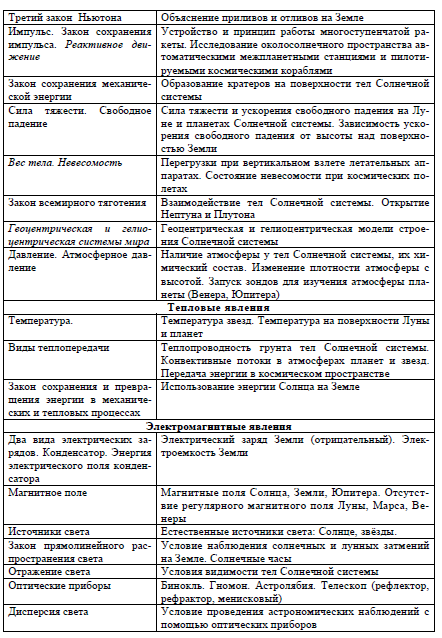 Третий закон Ньютона
Объяснение приливов и отливов на Земле
Импульс. Закон сохранения
импульса. Реактивное дви-
жение
Устройство и принцип работы многоступенчатой ра-
кеты. Исследование околосолнечного пространства ав-
томатическими межпланетными станциями и пилоти-
руемыми космическими кораблями
Закон сохранения механиче-
ской энергии
Образование кратеров на поверхности тел Солнечной
системы
Сила тяжести. Свободное
падение
Сила тяжести и ускорения свободного падения на Лу-
не и планетах Солнечной системы. Зависимость уско-
рения свободного падения от высоты над поверхно-
стью Земли
Вес тела. Невесомость
Перегрузки при вертикальном взлете летательных ап-
паратах. Состояние невесомости при космических по-
летах
Закон всемирного тяготения
Взаимодействие тел Солнечной системы. Открытие
Нептуна и Плутона
Геоцентрическая и гелио-
центрическая системы мира
Геоцентрическая и гелиоцентрическая модели строе-
ния Солнечной системы
Давление. Атмосферное дав-
ление
Наличие атмосферы у тел Солнечной системы, их хи-
мический состав. Изменение плотности атмосферы с
высотой. Запуск зондов для изучения атмосферы пла-
неты (Венера, Юпитера)
Тепловые явления
Температура.
Температура звезд. Температура на поверхности Луны
и планет
Виды теплопередачи
Теплопроводность грунта тел Солнечной системы.
Конвективные потоки в атмосферах планет и звезд.
Передача энергии в космическом пространстве
Закон сохранения и превра-
щения энергии в механичес-
ких и тепловых процессах
Использование энергии Солнца на Земле
Электромагнитные явления
Два вида электрических за-
рядов. Конденсатор. Энергия
электрического поля конден-
сатора
Электрический заряд Земли (отрицательный). Элек-
троемкость Земли
Магнитное поле
Магнитные поля Солнца, Земли, Юпитера. Отсутст-
вие регулярного магнитного поля Луны, Марса, Ве-
неры
Источники света
Естественные источники света: Солнце, звёзды.
Закон прямолинейного рас-
пространения света
Условие наблюдения солнечных и лунных затмений
на Земле. Солнечные часы
Отражение света
Условия видимости тел Солнечной системы
Оптические приборы
Бинокль. Гномон. Астролябия. Телескоп (рефлектор,
рефрактор, менисковый)
Дисперсия света
Условие проведения астрономических наблюдений с
помощью оптических приборов